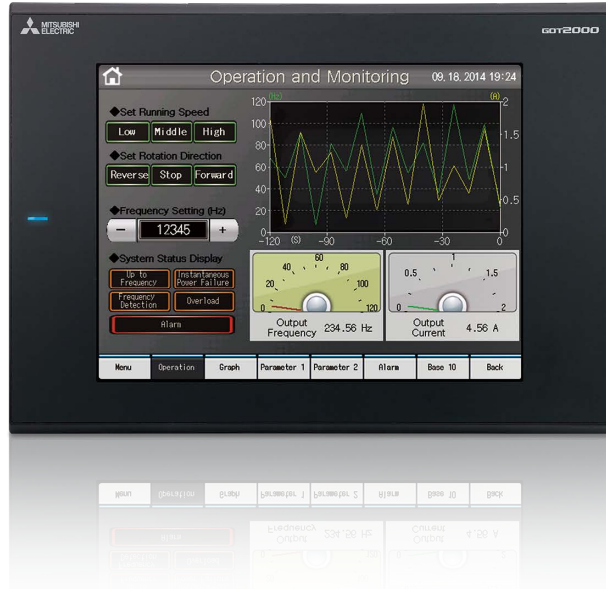 MITSUBISHI
ELECTRIC
GOT2000
Operation and Monitoring
09. 18. 2014 19:24
◆Set Running Speed
Low Middle High
◆Set Rotation Direction
Reverse Stop Forward
◆Frequency Setting (Hz)
− 12345 +
◆System Status Display
Up to
Frequency
Instantaneous
Power Failure
Frequency
Detection
Overload
Alarm
(Hz) (A)
120 2
100
1.5
80
1
60
40 0.5
20
0 0
-120 (S) -90 -60 -30 0
0 20 40 60 80 100 120
Output
Frequency 234.56 Hz
0 0.5 1 1.5 2
Output
Current 4.56 A
Menu Operation Graph Parameter 1 Parameter 2 Alarm Base 10 Back